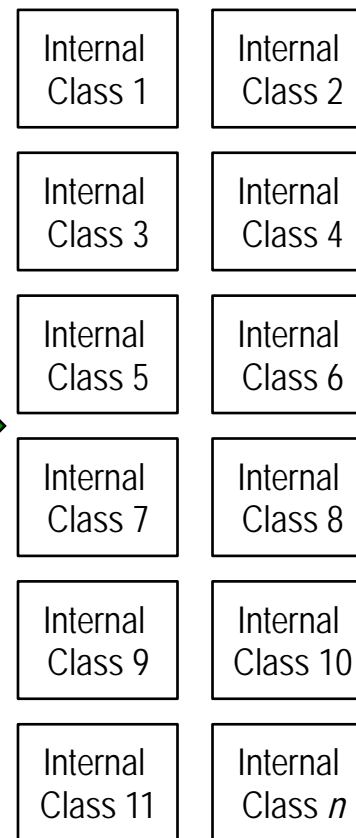 Internal
Class 1
Internal
Class 2
Internal
Class 3
Internal
Class 4
Internal
Class 5
Internal
Class 6
Internal
Class 7
Internal
Class 8
Internal
Class 9
Internal
Class 10
Internal
Class 11
Internal
Class n